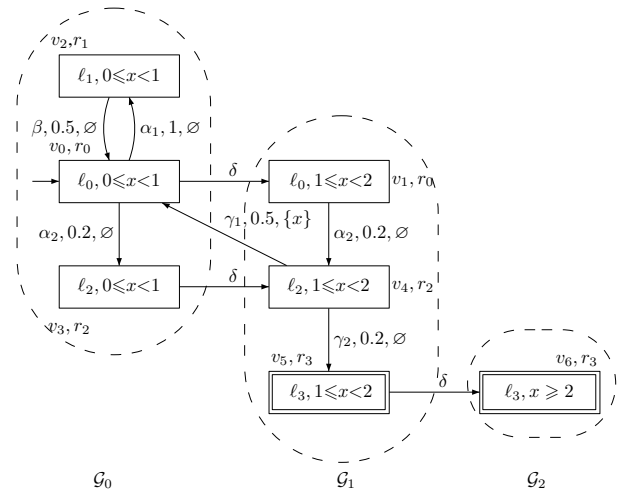 v₂,r₁
ℓ₁, 0⩽x<1
β, 0.5, ∅
α₁, 1, ∅
v₀, r₀
ℓ₀, 0⩽x<1
δ
ℓ₀, 1⩽x<2
v₁, r₀
α₂, 0.2, ∅
γ₁, 0.5, {x}
α₂, 0.2, ∅
ℓ₂, 0⩽x<1
δ
ℓ₂, 1⩽x<2
v₄, r₂
v₃, r₂
γ₂, 0.2, ∅
v₅, r₃
v₆, r₃
ℓ₃, 1⩽x<2
δ
ℓ₃, x ⩾ 2
𝒢₀
𝒢₁
𝒢₂